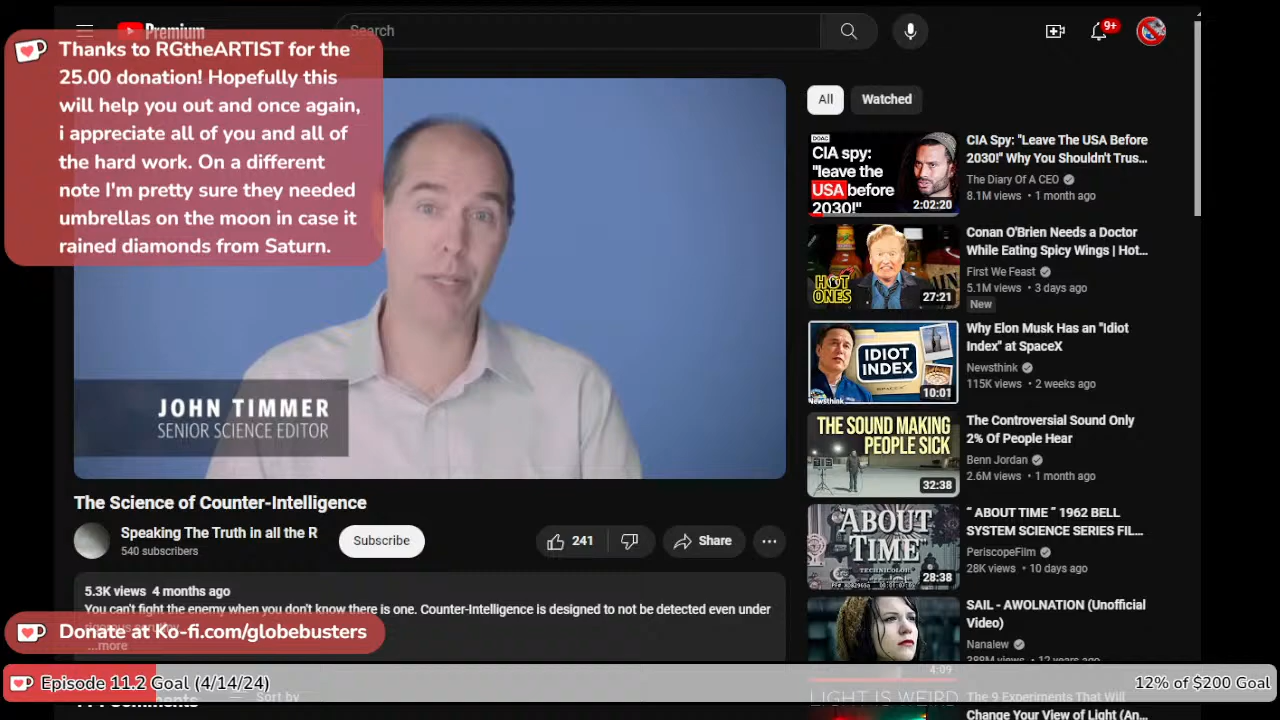 Premium
Search
9+
Thanks to RGtheARTIST for the
25.00 donation! Hopefully this
will help you out and once again,
i appreciate all of you and all of
the hard work. On a different
note I'm pretty sure they needed
umbrellas on the moon in case it
rained diamonds from Saturn.
JOHN TIMMER
SENIOR SCIENCE EDITOR
The Science of Counter-Intelligence
Speaking The Truth in all the R
540 subscribers
Subscribe
241
Share
5.3K views 4 months ago
You can't fight the enemy when you don't know there is one. Counter-Intelligence is designed to not be detected even under
...more
Donate at Ko-fi.com/globebusters
Episode 11.2 Goal (4/14/24)
12% of $200 Goal
Sort by
All
Watched
DOAC
CIA spy:
"leave the
USA before
2030!"
2:02:20
CIA Spy: "Leave The USA Before
2030!" Why You Shouldn't Trus...
The Diary Of A CEO
8.1M views • 1 month ago
HOT
ONES
27:21
Conan O'Brien Needs a Doctor
While Eating Spicy Wings | Hot...
First We Feast
5.1M views • 3 days ago
New
IDIOT
INDEX
Newsthink
10:01
Why Elon Musk Has an "Idiot
Index" at SpaceX
Newsthink
115K views • 2 weeks ago
THE SOUND MAKING
PEOPLE SICK
32:38
The Controversial Sound Only
2% Of People Hear
Benn Jordan
2.6M views • 1 month ago
ABOUT
TIME
TECHNICOLOR
28:38
“ ABOUT TIME ” 1962 BELL
SYSTEM SCIENCE SERIES FIL...
PeriscopeFilm
28K views • 10 days ago
4:09
SAIL - AWOLNATION (Unofficial
Video)
Nanalew
388M views • 12 years ago
LIGHT IS WEIRD
The 9 Experiments That Will
Change Your View of Light (An...